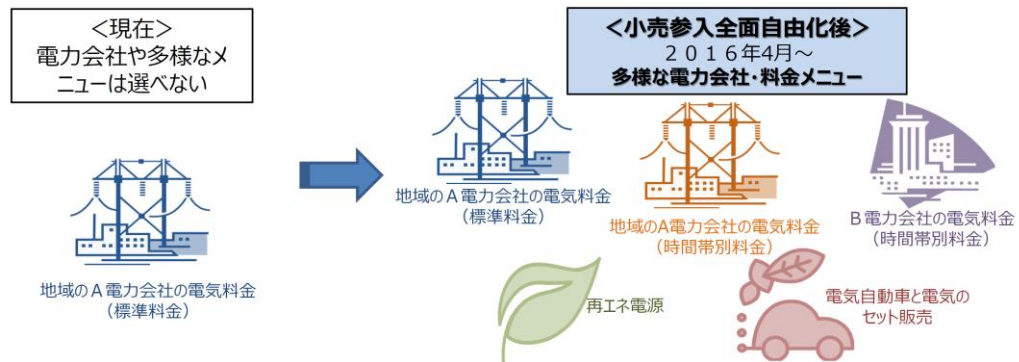 <現在>
電力会社や多様なメ
ニューは選べない
地域のA電力会社の電気料金
（標準料金）
<小売参入全面自由化後>
２０１６年4月～
多様な電力会社・料金メニュー
地域のA電力会社の電気料金
（標準料金）
地域のA電力会社の電気料金
（時間帯別料金）
B電力会社の電気料金
（時間帯別料金）
再エネ電源
電気自動車と電気の
セット販売